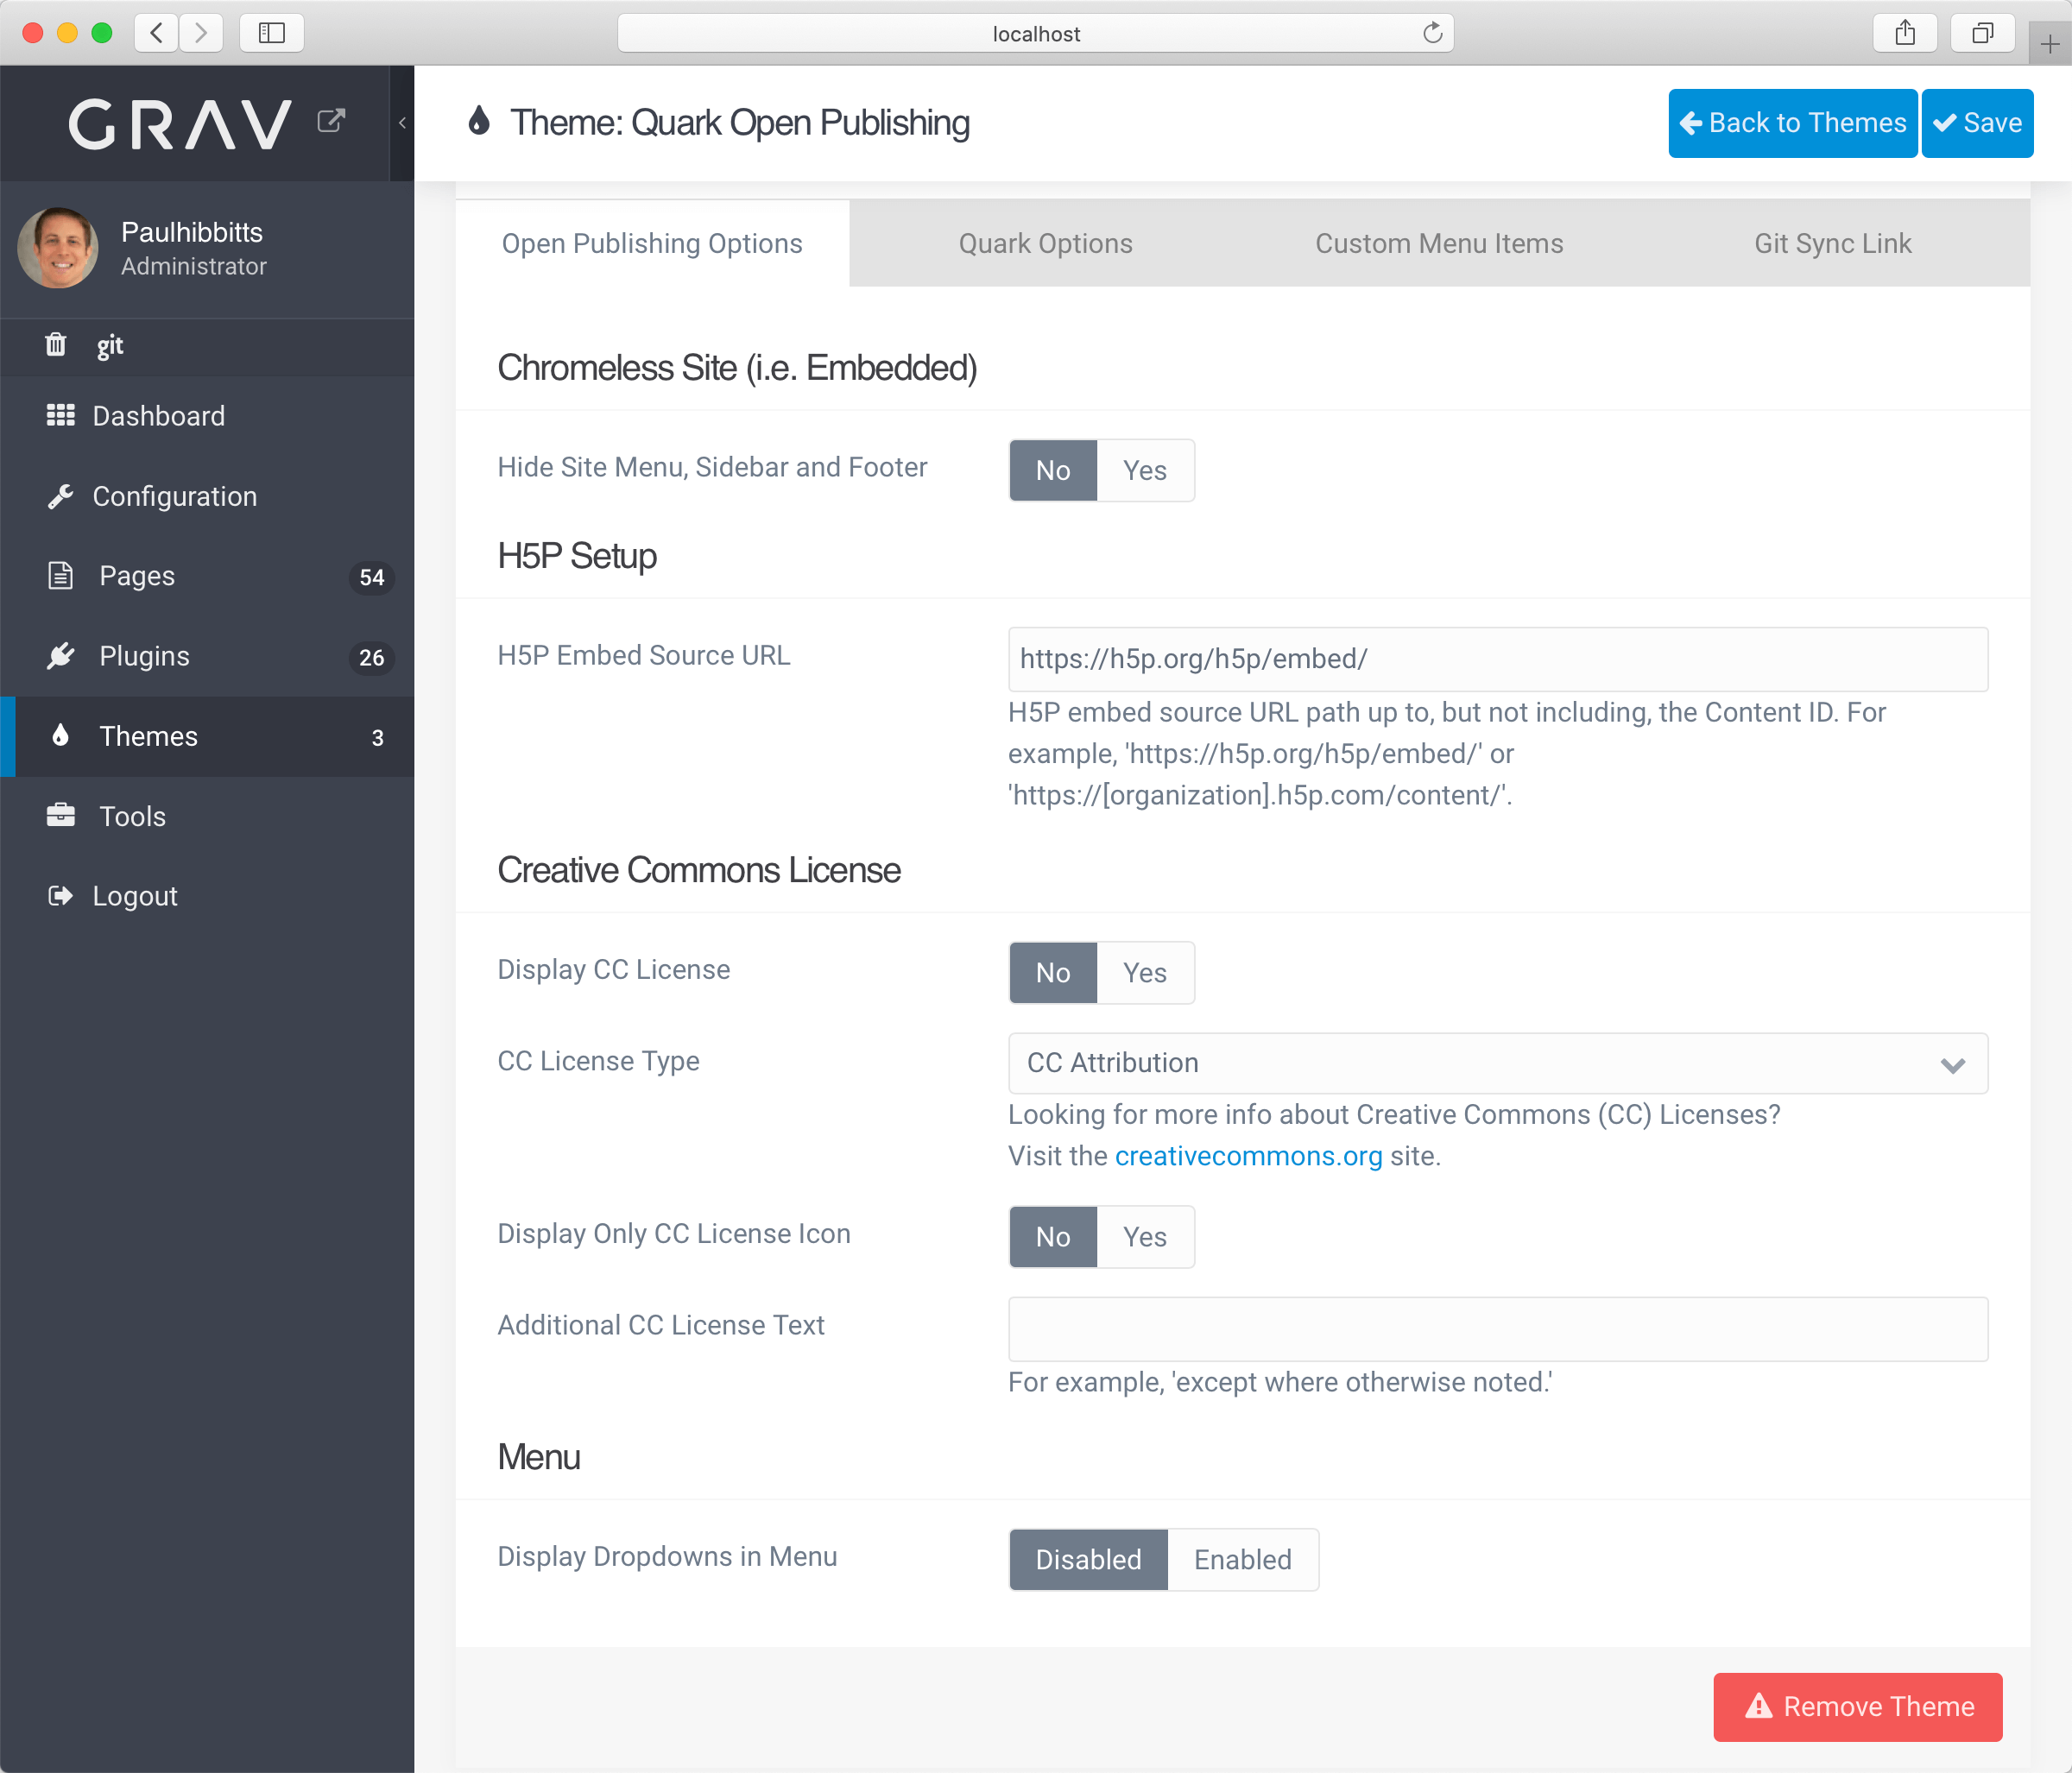 localhost
GRAV
Theme: Quark Open Publishing
Back to Themes
Save
Paulhibbitts
Administrator
git
Dashboard
Configuration
Pages 54
Plugins 26
Themes 3
Tools
Logout
Open Publishing Options
Quark Options
Custom Menu Items
Git Sync Link
Chromeless Site (i.e. Embedded)
Hide Site Menu, Sidebar and Footer
No Yes
H5P Setup
H5P Embed Source URL
https://h5p.org/h5p/embed/
H5P embed source URL path up to, but not including, the Content ID. For
example, 'https://h5p.org/h5p/embed/' or
'https://[organization].h5p.com/content/'.
Creative Commons License
Display CC License
No Yes
CC License Type
CC Attribution
Looking for more info about Creative Commons (CC) Licenses?
Visit the creativecommons.org site.
Display Only CC License Icon
No Yes
Additional CC License Text
For example, 'except where otherwise noted.'
Menu
Display Dropdowns in Menu
Disabled Enabled
Remove Theme